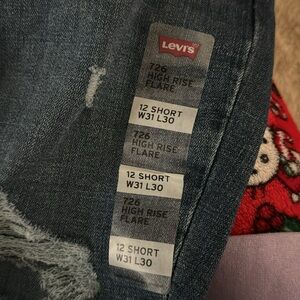 Levi's
726
HIGH RISE
FLARE
12 SHORT
W31 L30
726
HIGH RISE
FLARE
12 SHORT
W31 L30
726
HIGH RISE
FLARE
12 SHORT
W31 L30